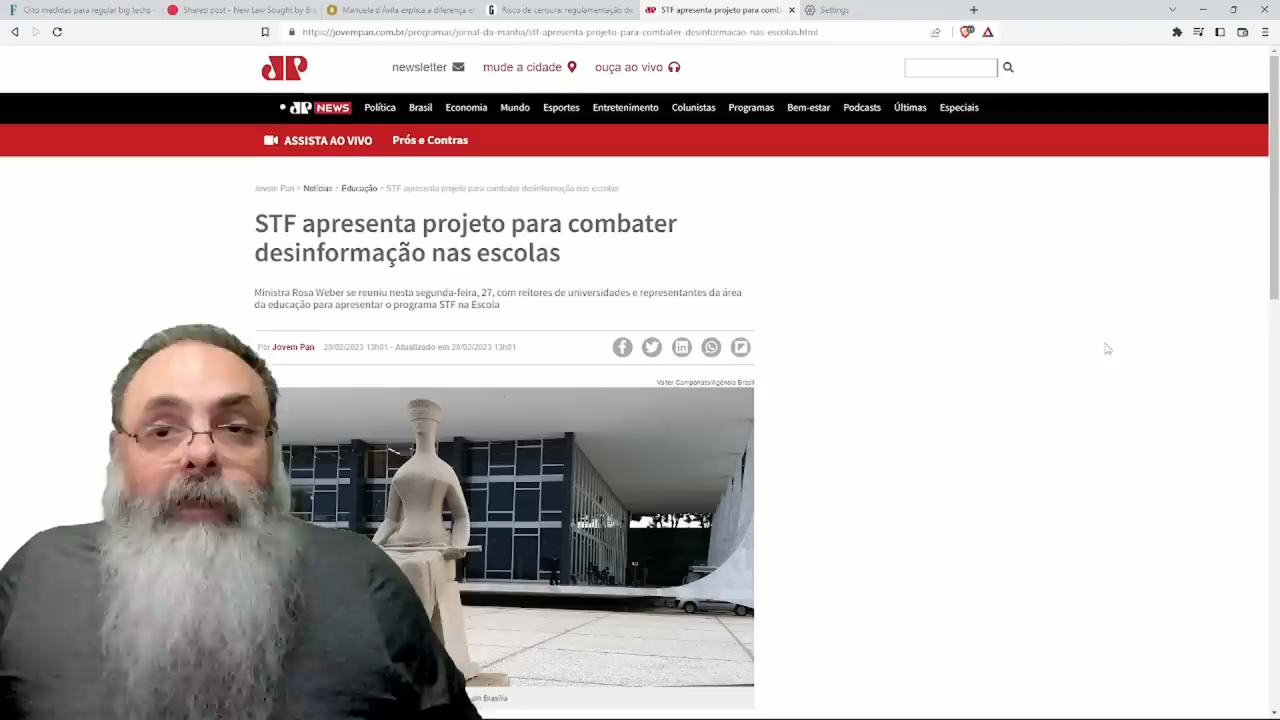 Oito medidas para regular big techs -
Shared post - New Law Sought by Bra
Manuela d'Ávila explica a diferença en
Risco de censura: regulamentação de
STF apresenta projeto para comba
Settings
https://jovempan.com.br/programas/jornal-da-manha/stf-apresenta-projeto-para-combater-desinformacao-nas-escolas.html
JP
newsletter
mude a cidade
ouça ao vivo
JP NEWS
Política
Brasil
Economia
Mundo
Esportes
Entretenimento
Colunistas
Programas
Bem-estar
Podcasts
Últimas
Especiais
ASSISTA AO VIVO
Prós e Contras
Jovem Pan > Notícias > Educação > STF apresenta projeto para combater desinformação nas escolas
STF apresenta projeto para combater
desinformação nas escolas
Ministra Rosa Weber se reuniu nesta segunda-feira, 27, com reitores de universidades e representantes da área
da educação para apresentar o programa STF na Escola
Por Jovem Pan 28/02/2023 13h01 - Atualizado em 28/02/2023 13h01
Valter Campanato/Agência Brasil
em Brasília